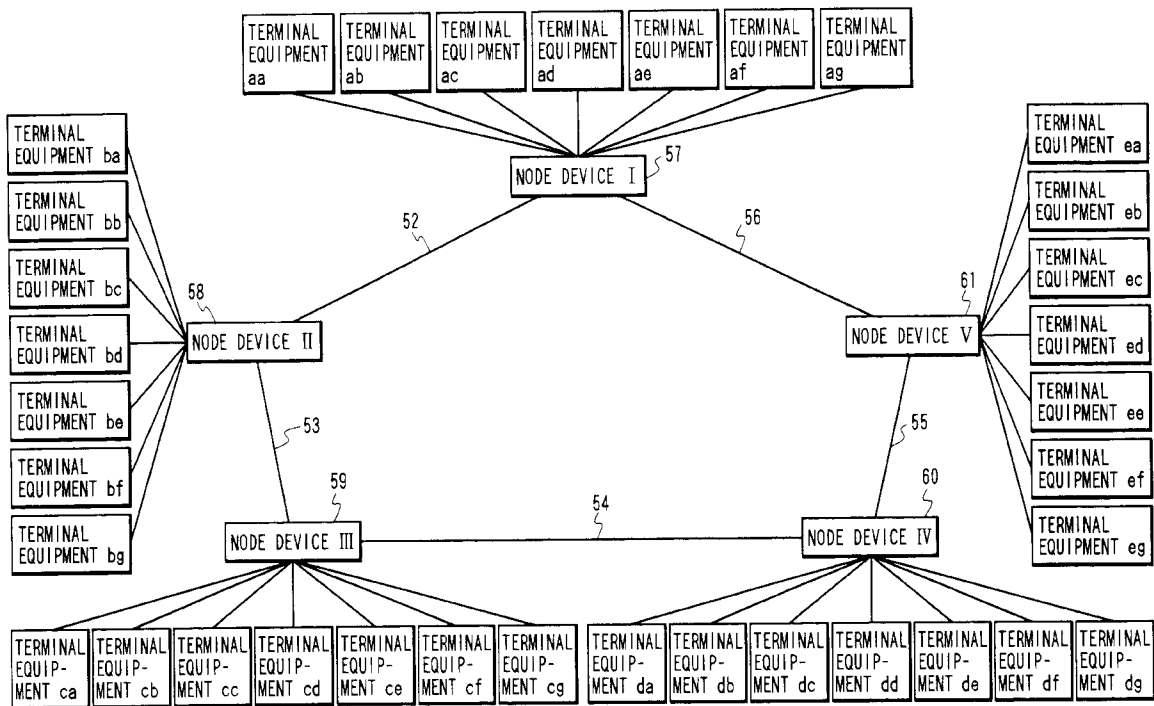 TERMINAL
EQUIPMENT
aa
TERMINAL
EQUIPMENT
ab
TERMINAL
EQUIPMENT
ac
TERMINAL
EQUIPMENT
ad
TERMINAL
EQUIPMENT
ae
TERMINAL
EQUIPMENT
af
TERMINAL
EQUIPMENT
ag
NODE DEVICE I
57
52
56
TERMINAL
EQUIPMENT ba
TERMINAL
EQUIPMENT bb
TERMINAL
EQUIPMENT bc
TERMINAL
EQUIPMENT bd
TERMINAL
EQUIPMENT be
TERMINAL
EQUIPMENT bf
TERMINAL
EQUIPMENT bg
58
NODE DEVICE II
61
NODE DEVICE V
TERMINAL
EQUIPMENT ea
TERMINAL
EQUIPMENT eb
TERMINAL
EQUIPMENT ec
TERMINAL
EQUIPMENT ed
TERMINAL
EQUIPMENT ee
TERMINAL
EQUIPMENT ef
TERMINAL
EQUIPMENT eg
53
55
59
NODE DEVICE III
54
60
NODE DEVICE IV
TERMINAL
EQUIP-
MENT ca
TERMINAL
EQUIP-
MENT cb
TERMINAL
EQUIP-
MENT cc
TERMINAL
EQUIP-
MENT cd
TERMINAL
EQUIP-
MENT ce
TERMINAL
EQUIP-
MENT cf
TERMINAL
EQUIP-
MENT cg
TERMINAL
EQUIP-
MENT da
TERMINAL
EQUIP-
MENT db
TERMINAL
EQUIP-
MENT dc
TERMINAL
EQUIP-
MENT dd
TERMINAL
EQUIP-
MENT de
TERMINAL
EQUIP-
MENT df
TERMINAL
EQUIP-
MENT dg